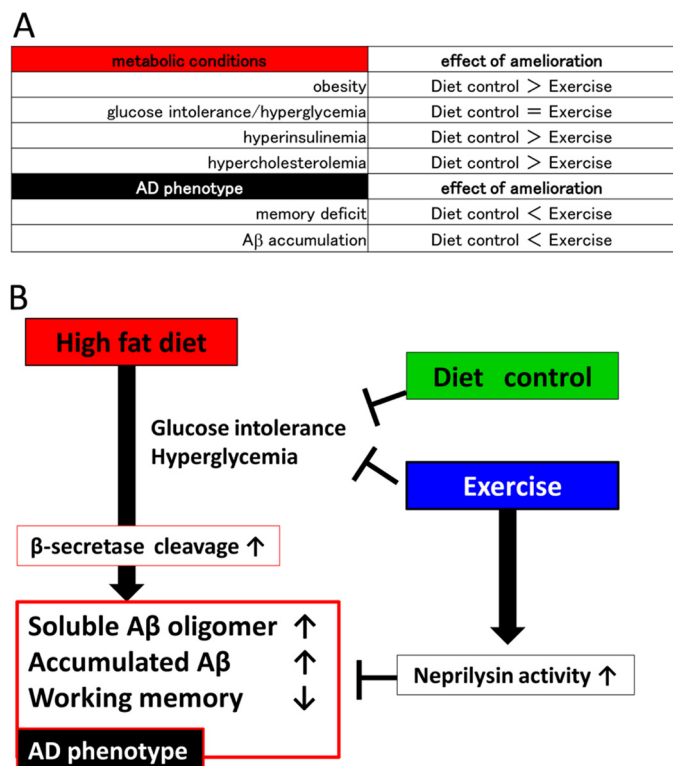 A
metabolic conditions effect of amelioration
obesity Diet control > Exercise
glucose intolerance/hyperglycemia Diet control = Exercise
hyperinsulinemia Diet control > Exercise
hypercholesterolemia Diet control > Exercise
AD phenotype effect of amelioration
memory deficit Diet control < Exercise
Aβ accumulation Diet control < Exercise
B
High fat diet
Diet control
Glucose intolerance
Hyperglycemia
Exercise
β-secretase cleavage ↑
Soluble Aβ oligomer ↑
Accumulated Aβ ↑
Working memory ↓
Neprilysin activity ↑
AD phenotype